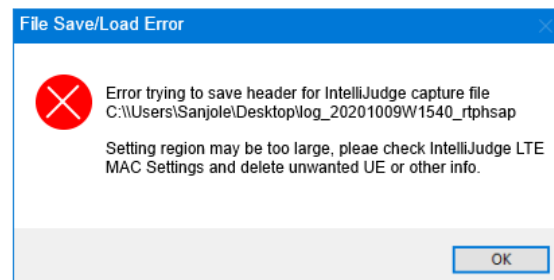 File Save/Load Error
Error trying to save header for IntelliJudge capture file
C:\\Users\Sanjole\Desktop\log_20201009W1540_rtphsap
Setting region may be too large, pleae check IntelliJudge LTE
MAC Settings and delete unwanted UE or other info.
OK